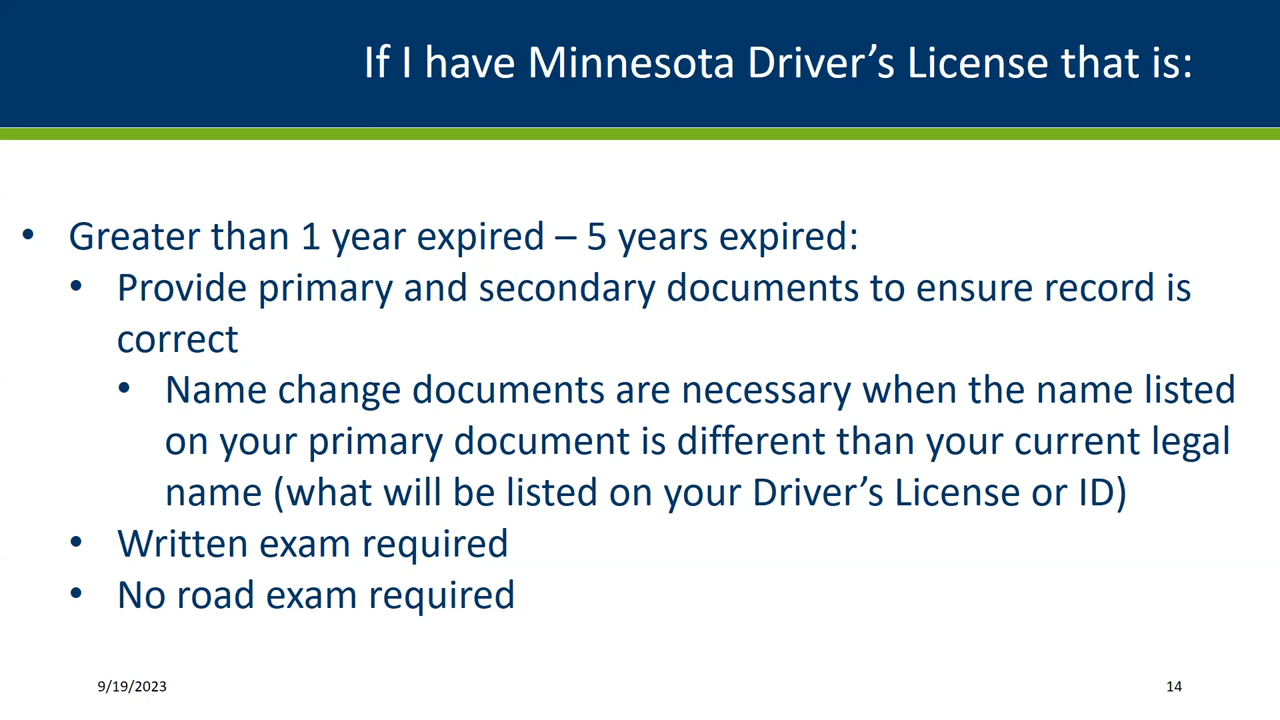 If I have Minnesota Driver’s License that is:
• Greater than 1 year expired – 5 years expired:
• Provide primary and secondary documents to ensure record is
correct
• Name change documents are necessary when the name listed
on your primary document is different than your current legal
name (what will be listed on your Driver’s License or ID)
• Written exam required
• No road exam required
9/19/2023
14